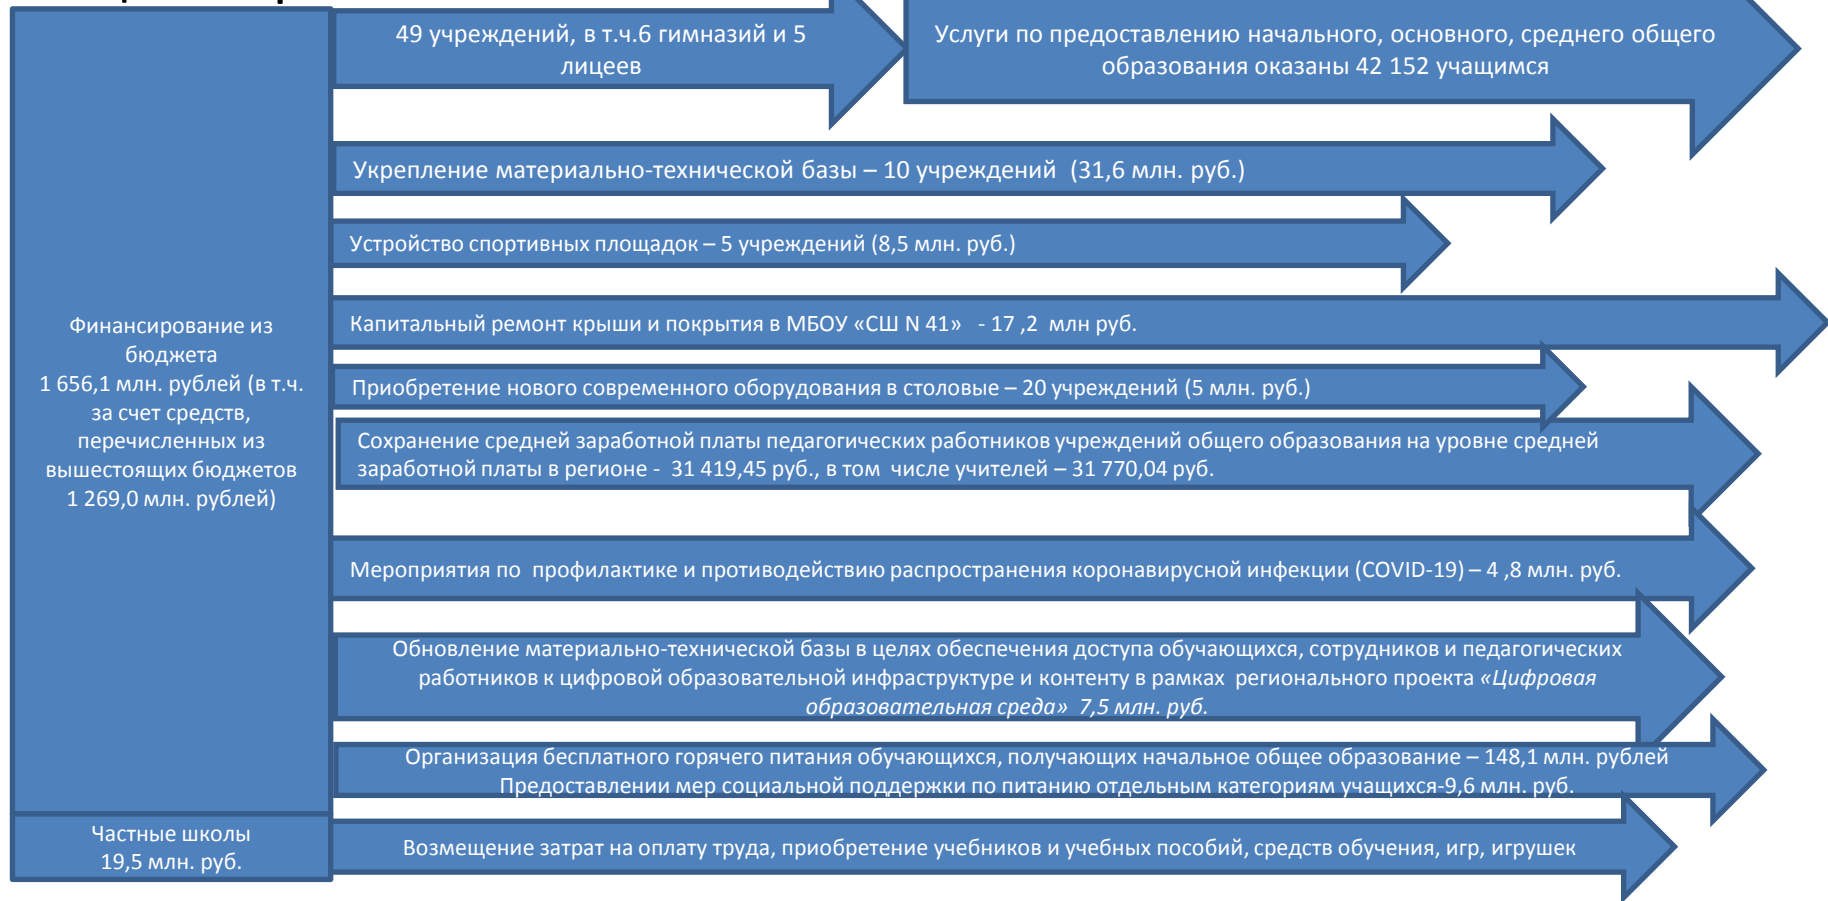 49 учреждений, в т.ч.6 гимназий и 5
лицеев
Услуги по предоставлению начального, основного, среднего общего
образования оказаны 42 152 учащимся
Укрепление материально-технической базы – 10 учреждений (31,6 млн. руб.)
Устройство спортивных площадок – 5 учреждений (8,5 млн. руб.)
Капитальный ремонт крыши и покрытия в МБОУ «СШ N 41» - 17 ,2 млн руб.
Финансирование из
бюджета
1 656,1 млн. рублей (в т.ч.
за счет средств,
перечисленных из
вышестоящих бюджетов
1 269,0 млн. рублей)
Приобретение нового современного оборудования в столовые – 20 учреждений (5 млн. руб.)
Сохранение средней заработной платы педагогических работников учреждений общего образования на уровне средней
заработной платы в регионе - 31 419,45 руб., в том числе учителей – 31 770,04 руб.
Мероприятия по профилактике и противодействию распространения коронавирусной инфекции (COVID-19) – 4 ,8 млн. руб.
Обновление материально-технической базы в целях обеспечения доступа обучающихся, сотрудников и педагогических
работников к цифровой образовательной инфраструктуре и контенту в рамках регионального проекта «Цифровая
образовательная среда» 7,5 млн. руб.
Организация бесплатного горячего питания обучающихся, получающих начальное общее образование – 148,1 млн. рублей
Предоставлении мер социальной поддержки по питанию отдельным категориям учащихся-9,6 млн. руб.
Частные школы
19,5 млн. руб.
Возмещение затрат на оплату труда, приобретение учебников и учебных пособий, средств обучения, игр, игрушек